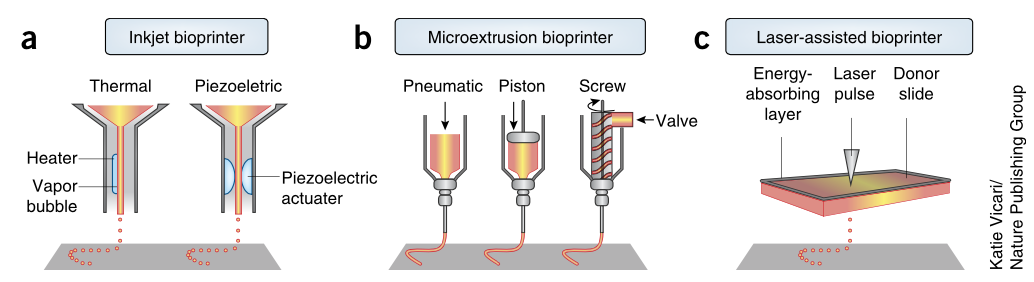 a
Inkjet bioprinter
Thermal
Piezoeletric
Heater
Vapor
bubble
Piezoelectric
actuater
b
Microextrusion bioprinter
Pneumatic
Piston
Screw
Valve
c
Laser-assisted bioprinter
Energy-
absorbing
layer
Laser
pulse
Donor
slide
Katie Vicari/
Nature Publishing Group